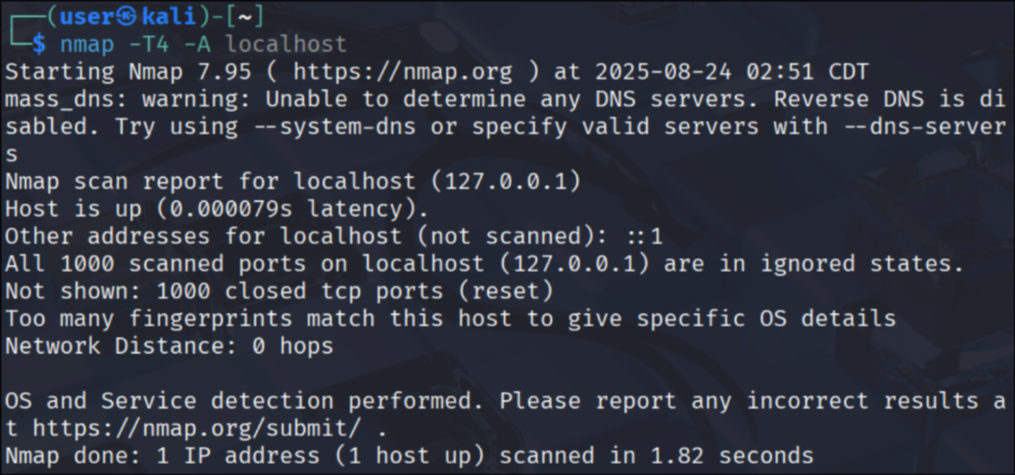 ┌──(user㉿kali)-[~]
└─$ nmap -T4 -A localhost
Starting Nmap 7.95 ( https://nmap.org ) at 2025-08-24 02:51 CDT
mass_dns: warning: Unable to determine any DNS servers. Reverse DNS is di
sabled. Try using --system-dns or specify valid servers with --dns-server
s
Nmap scan report for localhost (127.0.0.1)
Host is up (0.000079s latency).
Other addresses for localhost (not scanned): ::1
All 1000 scanned ports on localhost (127.0.0.1) are in ignored states.
Not shown: 1000 closed tcp ports (reset)
Too many fingerprints match this host to give specific OS details
Network Distance: 0 hops

OS and Service detection performed. Please report any incorrect results a
t https://nmap.org/submit/ .
Nmap done: 1 IP address (1 host up) scanned in 1.82 seconds